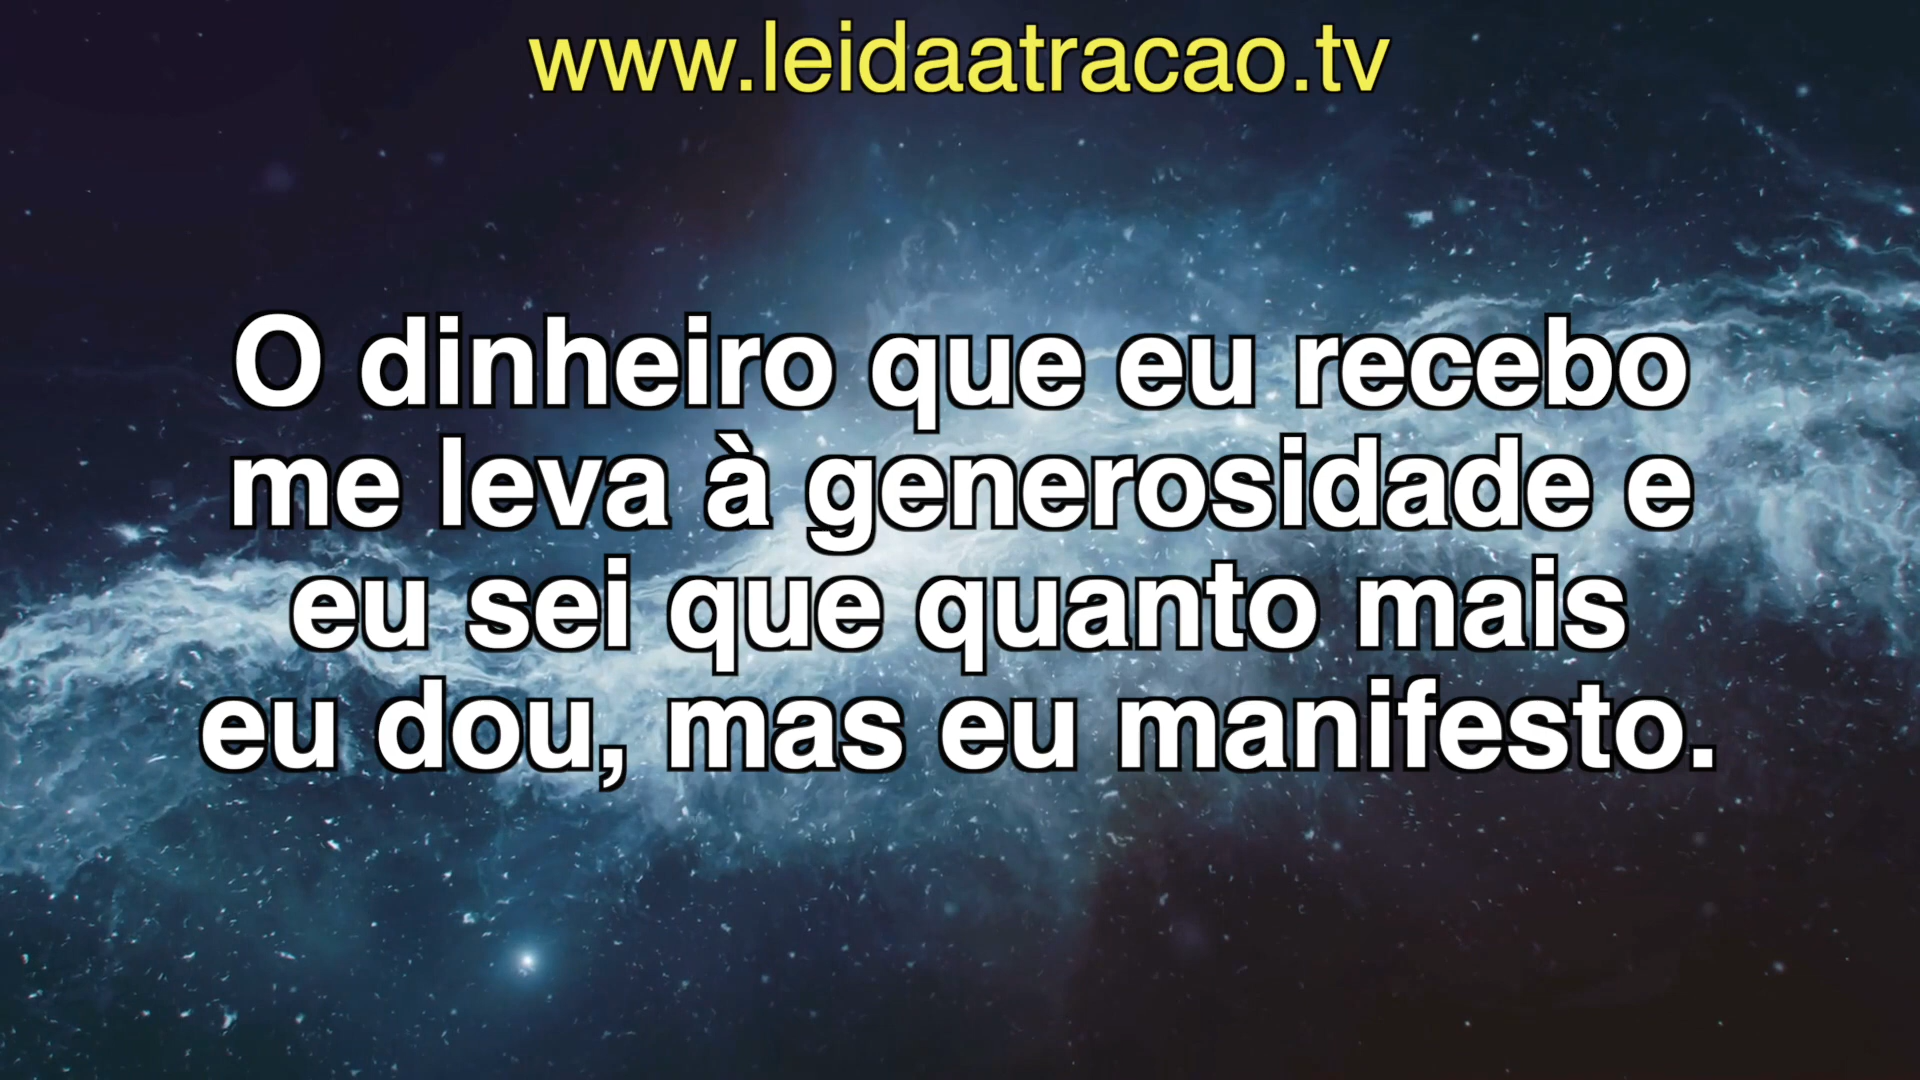 www.leidaatracao.tv
O dinheiro que eu recebo
me leva à generosidade e
eu sei que quanto mais
eu dou, mas eu manifesto.